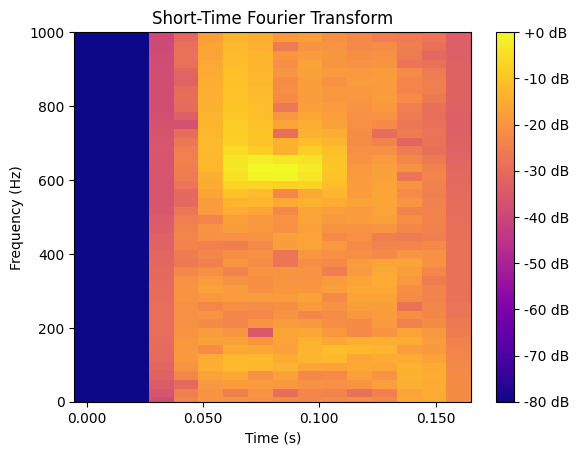 Short-Time Fourier Transform
Frequency (Hz)
1000
800
600
400
200
0
0.000
0.050
0.100
0.150
Time (s)
+0 dB
-10 dB
-20 dB
-30 dB
-40 dB
-50 dB
-60 dB
-70 dB
-80 dB